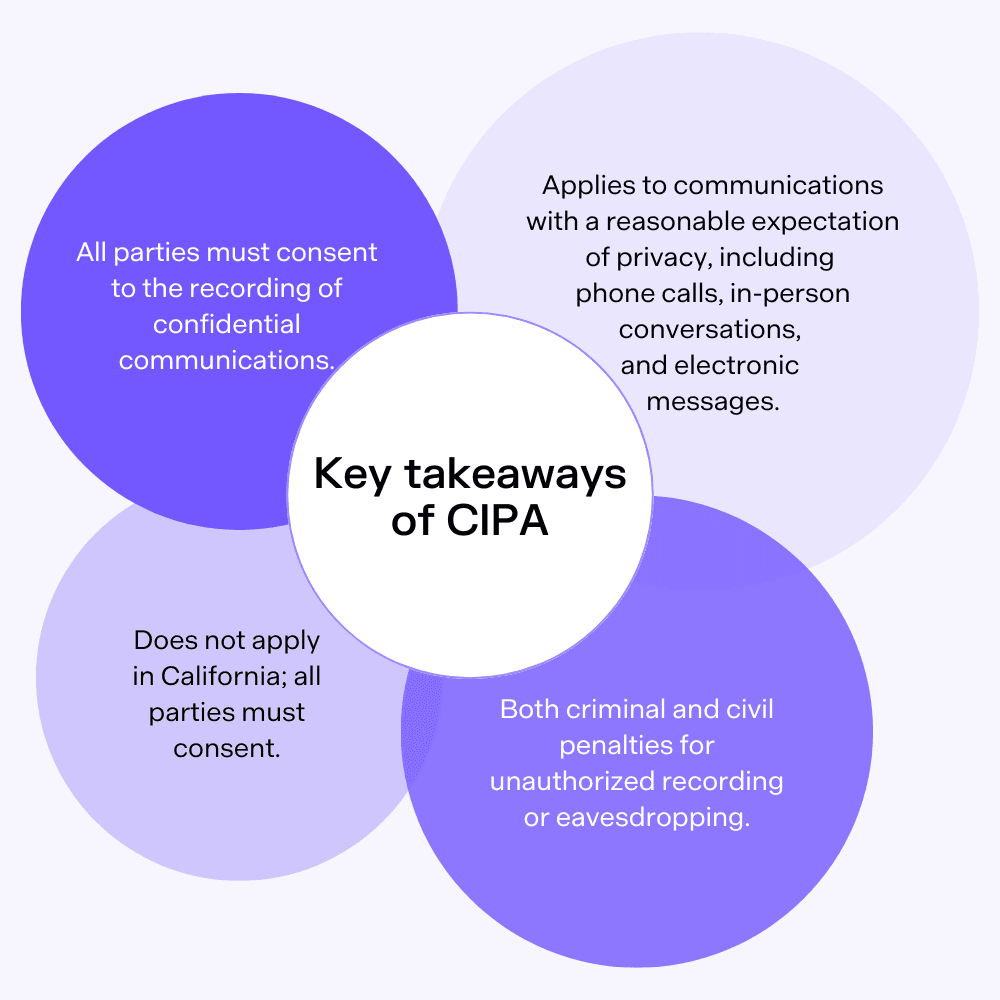 All parties must consent
to the recording of
confidential
communications.
Applies to communications
with a reasonable expectation
of privacy, including
phone calls, in-person
conversations,
and electronic
messages.
Key takeaways
of CIPA
Does not apply
in California; all
parties must
consent.
Both criminal and civil
penalties for
unauthorized recording
or eavesdropping.